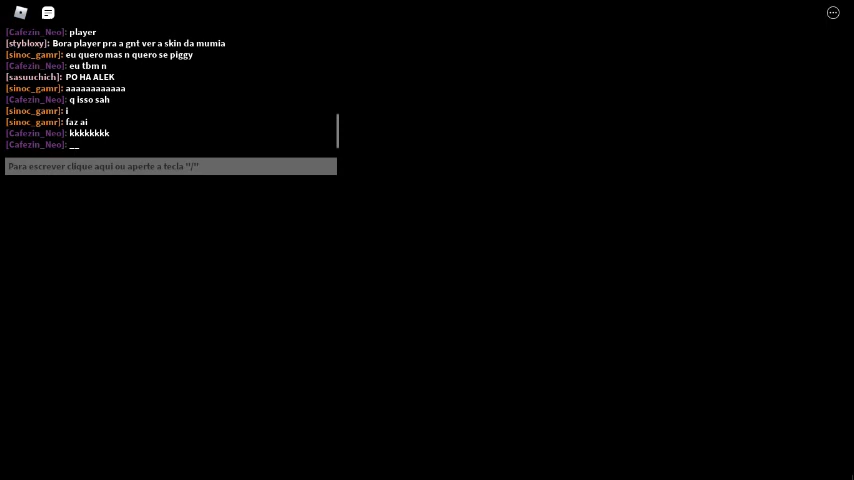 [Cafezin_Neo]: player
[stybloxy]: Bora player pra a gnt ver a skin da mumia
[sinoc_gamr]: eu quero mas n quero se piggy
[Cafezin_Neo]: eu tbm n
[sasuuchich]: PO HA ALEK
[sinoc_gamr]: aaaaaaaaaaaa
[Cafezin_Neo]: q isso sah
[sinoc_gamr]: i
[sinoc_gamr]: faz ai
[Cafezin_Neo]: kkkkkkkk
[Cafezin_Neo]: __
Para escrever clique aqui ou aperte a tecla "/"